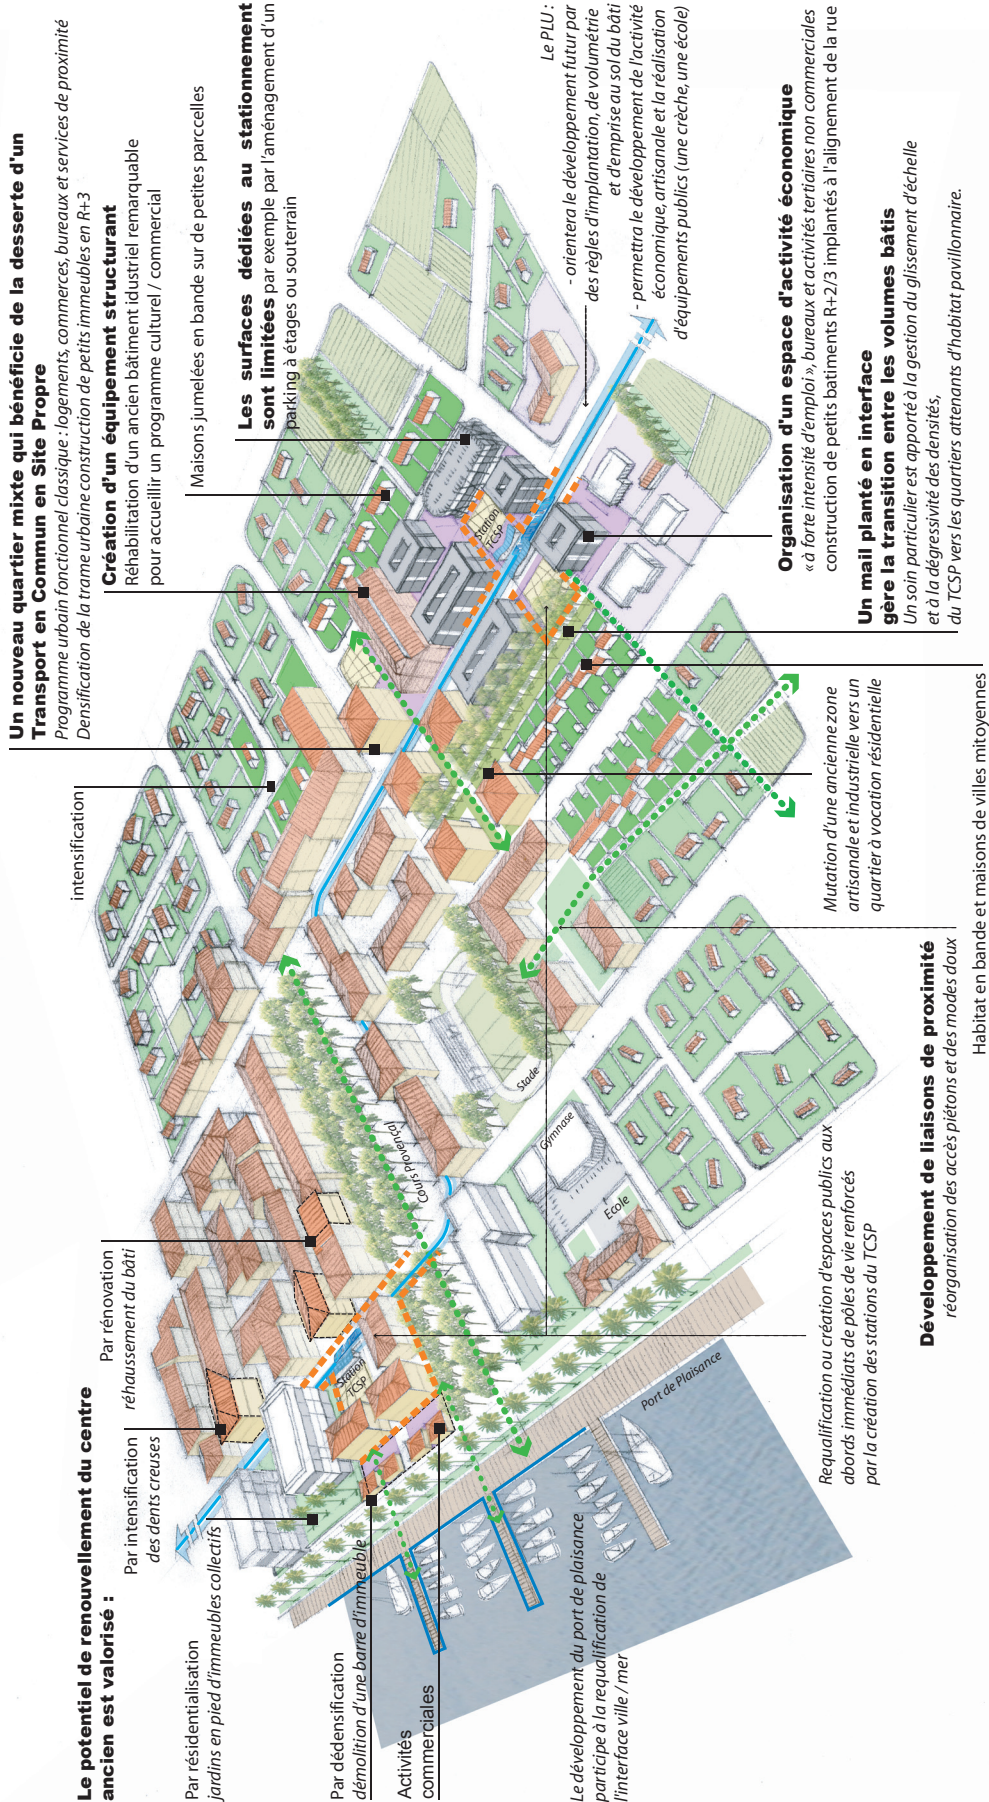 Le potentiel de renouvellement du centre
ancien est valorisé :
Par résidentialisation
jardins en pied d'immeubles collectifs
Par intensification
des dents creuses
Par rénovation
réhaussement du bâti
Par dédensification
démolition d'une barre d'immeuble
Activités
commerciales
Le développement du port de plaisance
participe à la requalification de
l'interface ville / mer
intensification
Un nouveau quartier mixte qui bénéficie de la desserte d'un
Transport en Commun en Site Propre
Programme urbain fonctionnel classique : logements, commerces, bureaux et services de proximité
Densification de la trame urbaine construction de petits immeubles en R+3
Création d'un équipement structurant
Réhabilitation d'un ancien bâtiment idustriel remarquable
pour accueillir un programme culturel / commercial
Maisons jumelées en bande sur de petites parccelles
Les surfaces dédiées au stationnement
sont limitées par exemple par l'aménagement d'un
parking à étages ou souterrain
Le PLU :
- orientera le développement futur par
des règles d'implantation, de volumétrie
et d'emprise au sol du bâti
- permettra le développement de l'activité
économique, artisanale et la réalisation
d'équipements publics (une crèche, une école)
Station
TCSP
Cours Provençal
Stade
Gymnase
Ecole
Station
TCSP
Port de Plaisance
Organisation d'un espace d'activité économique
« à forte intensité d'emploi », bureaux et activités tertiaires non commerciales
construction de petits batiments R+2/3 implantés à l'alignement de la rue
Un mail planté en interface
gère la transition entre les volumes bâtis
Un soin particulier est apporté à la gestion du glissement d'échelle
et à la dégressivité des densités,
du TCSP vers les quartiers attenants d'habitat pavillonnaire.
Mutation d'une ancienne zone
artisanale et industrielle vers un
quartier à vocation résidentielle
Requalification ou création d'espaces publics aux
abords immédiats de pôles de vie renforcés
par la création des stations du TCSP
Développement de liaisons de proximité
réorganisation des accès piétons et des modes doux
Habitat en bande et maisons de villes mitoyennes